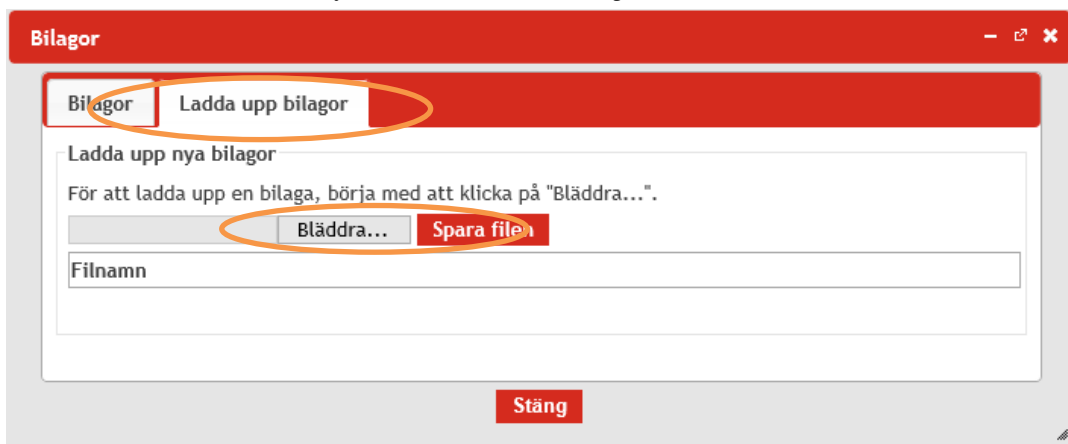 Bilagor
Bilagor Ladda upp bilagor
Ladda upp nya bilagor
För att ladda upp en bilaga, börja med att klicka på "Bläddra...".
Bläddra... Spara filen
Filnamn
Stäng